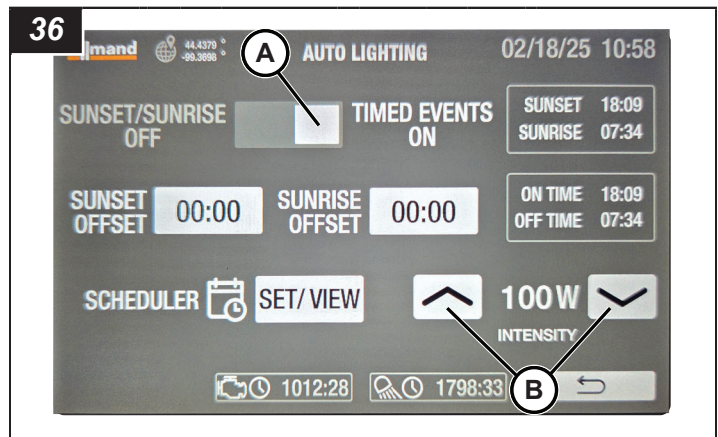 36
mand 44.4379 ° AUTO LIGHTING 02/18/25 10:58
-99.3698 °
A
SUNSET/SUNRISE OFF TIMED EVENTS ON
SUNSET 18:09
SUNRISE 07:34
SUNSET OFFSET 00:00 SUNRISE OFFSET 00:00
ON TIME 18:09
OFF TIME 07:34
SCHEDULER SET/ VIEW 100W
INTENSITY
B
1012:28 1798:33